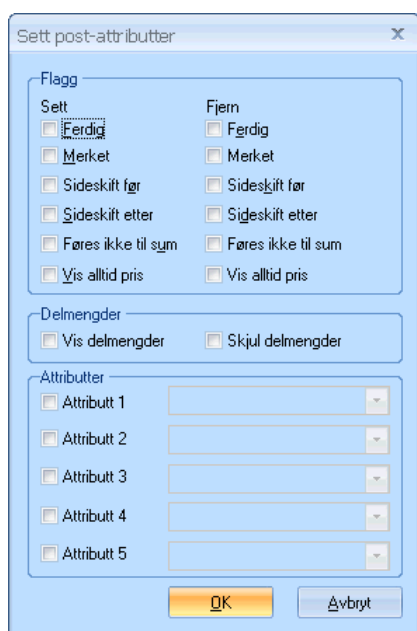 Sett post-attributter
Flagg
Sett Fjern
Ferdig Ferdig
Merket Merket
Sideskift før Sideskift før
Sideskift etter Sideskift etter
Føres ikke til sum Føres ikke til sum
Vis alltid pris Vis alltid pris
Delmengder
Vis delmengder Skjul delmengder
Attributter
Attributt 1
Attributt 2
Attributt 3
Attributt 4
Attributt 5
OK Avbryt